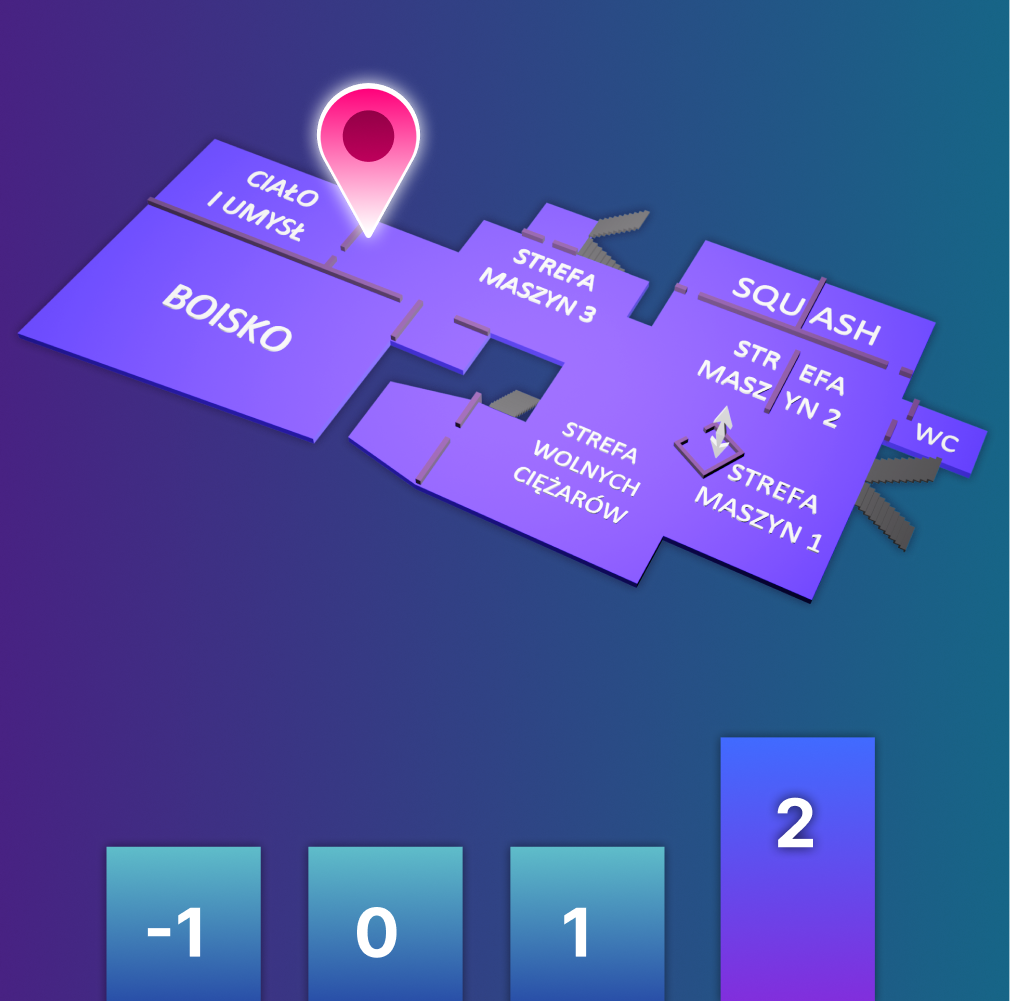 CIAŁO
I UMYSŁ
BOISKO
STREFA
MASZYN 3
SQUASH
STREFA
MASZYN 2
WC
STREFA
WOLNYCH
CIĘŻARÓW
STREFA
MASZYN 1
-1
0
1
2